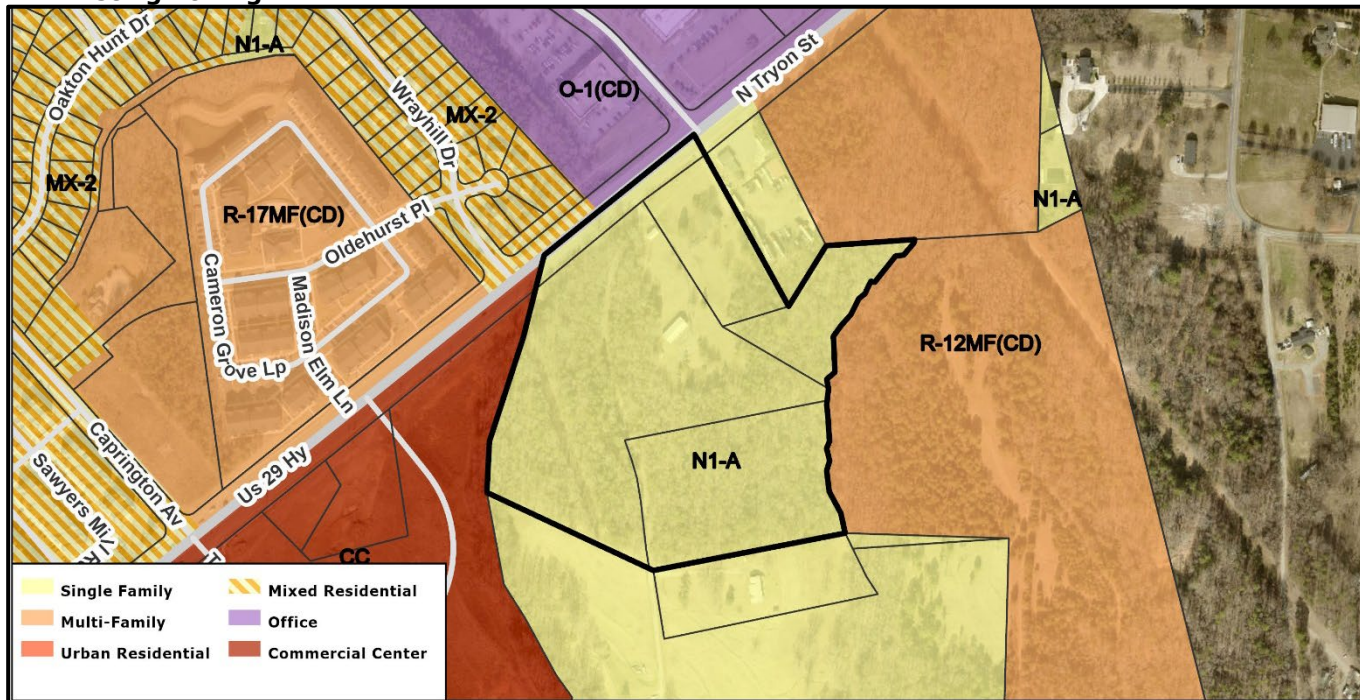 N1-A
Oakton Hunt Dr
Wrayhill Dr
MX-2
O-1(CD)
N Tryon St
MX-2
R-17MF(CD)
Oldehurst Pl
N1-A
Cameron Grove Lp
Madison Elm Ln
R-12MF(CD)
Caprington Av
Us 29 Hy
N1-A
Sawyers Mi
CC
Single Family
Mixed Residential
Multi-Family
Office
Urban Residential
Commercial Center